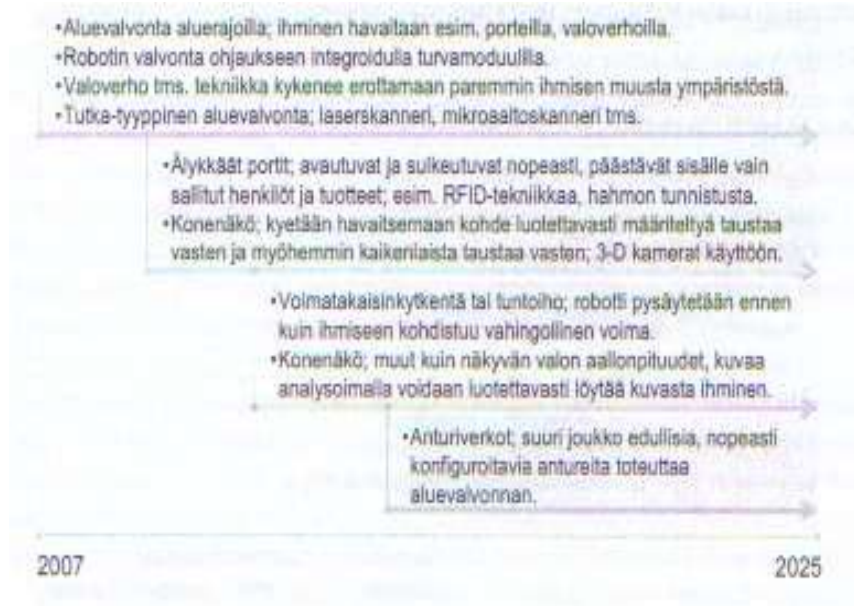 •Aluevalvonta aluerajoilla; ihminen havaitaan esim. porteilla, valoverhoilla.
•Robotin valvonta ohjaukseen integroidulla turvamoduulilla.
•Valoverho tms. tekniikka kykenee erottamaan paremmin ihmisen muusta ympäristöstä.
•Tutka-tyyppinen aluevalvonta; laserskanneri, mikroaaltoskanneri tms.
•Älykkäät portit; avautuvat ja sulkeutuvat nopeasti, päästävät sisälle vain
sallitut henkilöt ja tuotteet; esim. RFID-tekniikkaa, hahmon tunnistusta.
•Konenäkö; kyetään havaitsemaan kohde luotettavasti määriteltyä taustaa
vasten ja myöhemmin kaikenlaista taustaa vasten; 3-D kamerat käyttöön.
•Voimatakaisinkytkentä tai tuntoiho; robotti pysäytetään ennen
kuin ihmiseen kohdistuu vahingollinen voima.
•Konenäkö; muut kuin näkyvän valon aallonpituudet, kuvaa
analysoimalla voidaan luotettavasti löytää kuvasta ihminen.
•Anturiverkot; suuri joukko edullisia, nopeasti
konfiguroitavia antureita toteuttaa
aluevalvonnan.
2007
2025